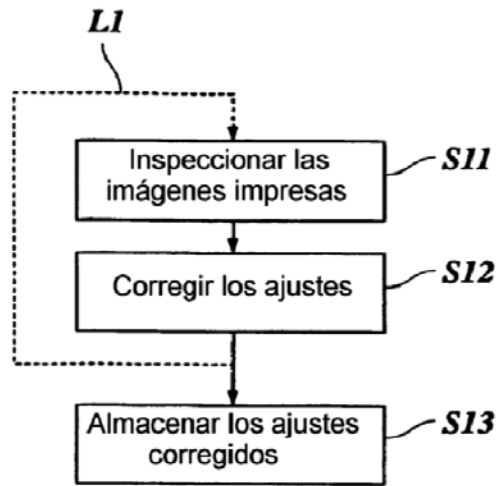 L1
Inspeccionar las
imágenes impresas
S11
Corregir los ajustes
S12
Almacenar los ajustes
corregidos
S13